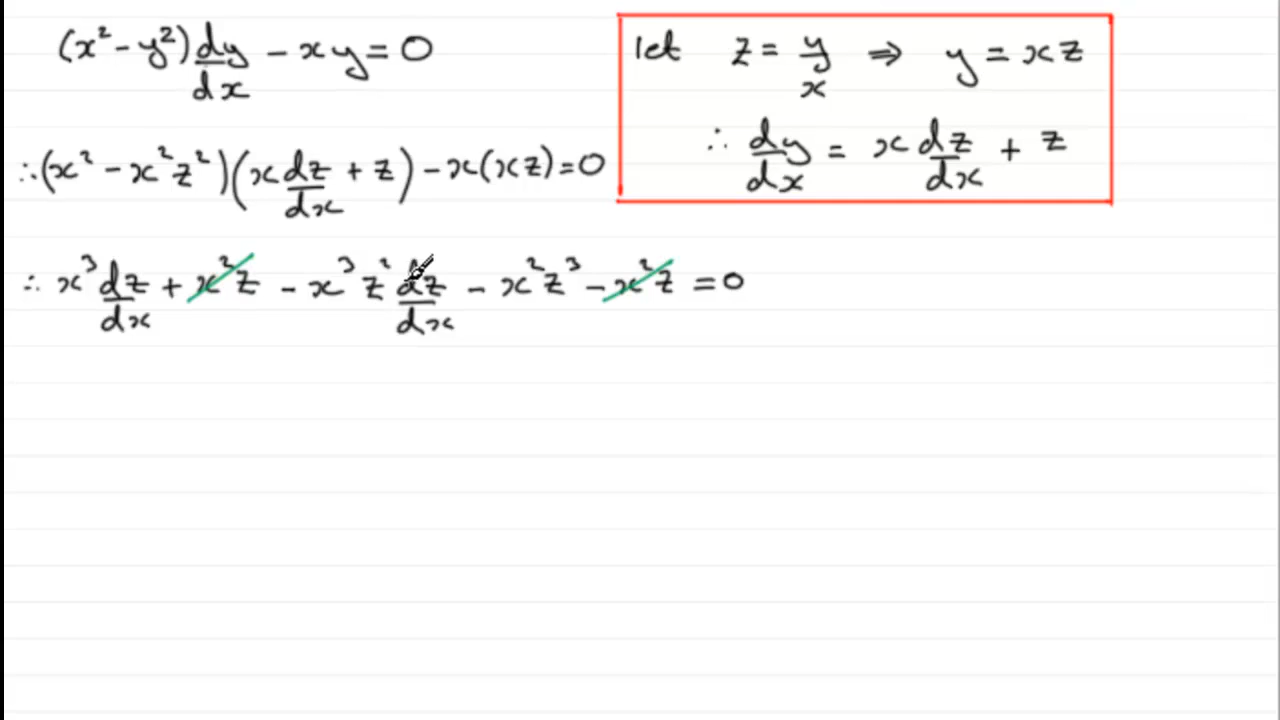 (x² - y²) dy/dx - xy = 0
let z = y/x ⇒ y = xz
∴ dy/dx = x dz/dx + z
∴ (x² - x²z²)(x dz/dx + z) - x(xz) = 0
∴ x³ dz/dx + x²z - x³z² dz/dx - x²z³ - x²z = 0